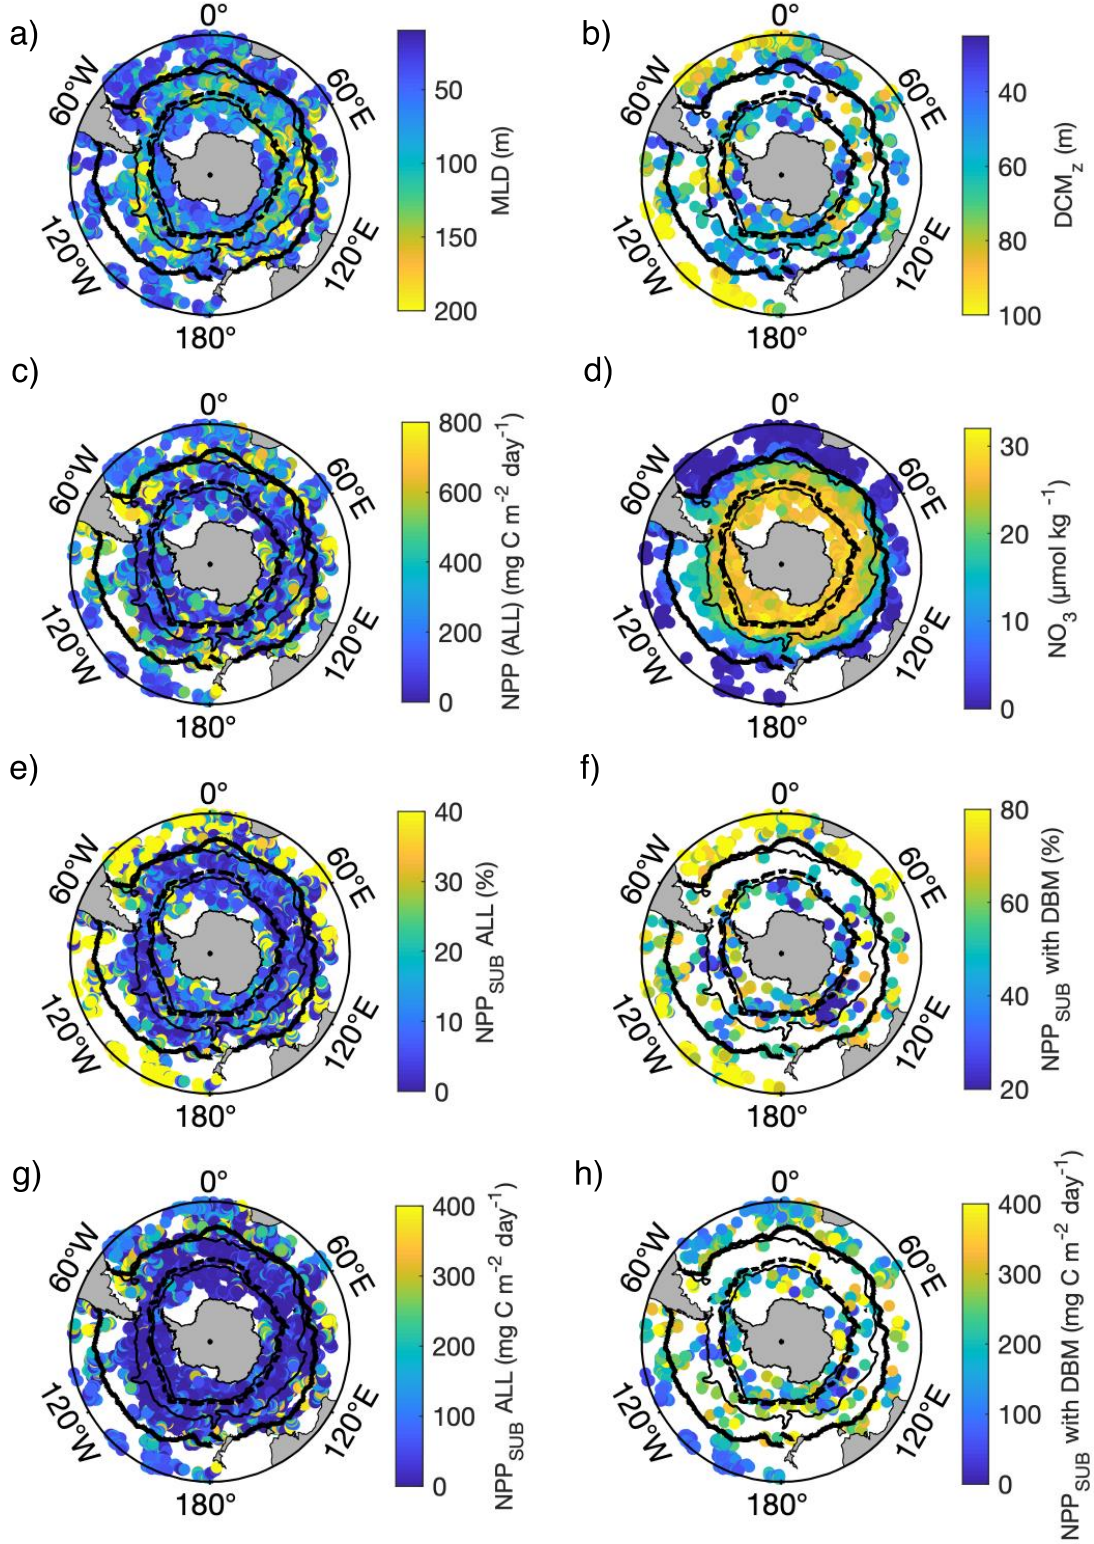 a)
0°
60°W
60°E
120°W
120°E
180°
50
100
150
200
MLD (m)
b)
0°
60°W
60°E
120°W
120°E
180°
40
60
80
100
DCM_Z (m)
c)
0°
60°W
60°E
120°W
120°E
180°
800
600
400
200
0
NPP (ALL) (mg C m⁻² day⁻¹)
d)
0°
60°W
60°E
120°W
120°E
180°
30
20
10
0
NO₃ (µmol kg⁻¹)
e)
0°
60°W
60°E
120°W
120°E
180°
40
30
20
10
0
NPP_SUB ALL (%)
f)
0°
60°W
60°E
120°W
120°E
180°
80
60
40
20
NPP_SUB with DBM (%)
g)
0°
60°W
60°E
120°W
120°E
180°
400
300
200
100
0
NPP_SUB ALL (mg C m⁻² day⁻¹)
h)
0°
60°W
60°E
120°W
120°E
180°
400
300
200
100
0
NPP_SUB with DBM (mg C m⁻² day⁻¹)